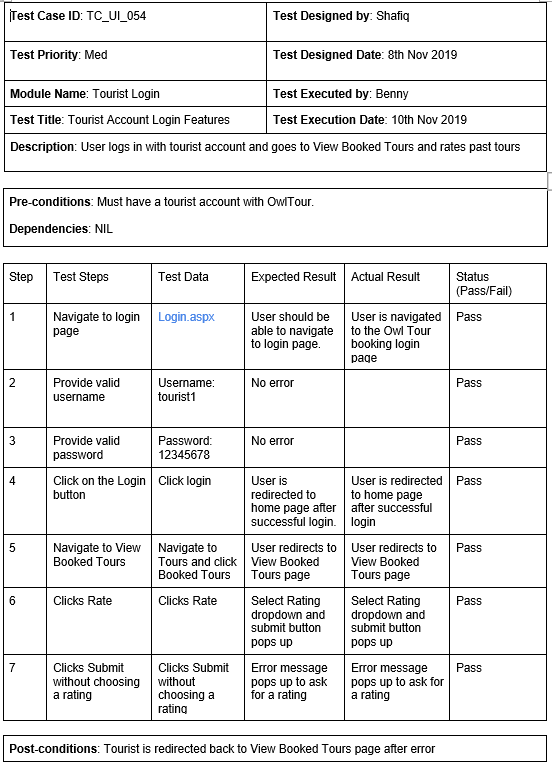 Test Case ID: TC_UI_054
Test Designed by: Shafiq
Test Priority: Med
Test Designed Date: 8th Nov 2019
Module Name: Tourist Login
Test Executed by: Benny
Test Title: Tourist Account Login Features
Test Execution Date: 10th Nov 2019
Description: User logs in with tourist account and goes to View Booked Tours and rates past tours
Pre-conditions: Must have a tourist account with OwlTour.
Dependencies: NIL
Step
Test Steps
Test Data
Expected Result
Actual Result
Status
(Pass/Fail)
1
Navigate to login
page
Login.aspx
User should be
able to navigate
to login page.
User is navigated
to the Owl Tour
booking login
page
Pass
2
Provide valid
username
Username:
tourist1
No error
Pass
3
Provide valid
password
Password:
12345678
No error
Pass
4
Click on the Login
button
Click login
User is
redirected to
home page after
successful login.
User is redirected
to home page
after successful
login
Pass
5
Navigate to View
Booked Tours
Navigate to
Tours and click
Booked Tours
User redirects to
View Booked
Tours page
User redirects to
View Booked
Tours page
Pass
6
Clicks Rate
Clicks Rate
Select Rating
dropdown and
submit button
pops up
Select Rating
dropdown and
submit button
pops up
Pass
7
Clicks Submit
without choosing
a rating
Clicks Submit
without
choosing a
rating
Error message
pops up to ask
for a rating
Error message
pops up to ask for
a rating
Pass
Post-conditions: Tourist is redirected back to View Booked Tours page after error